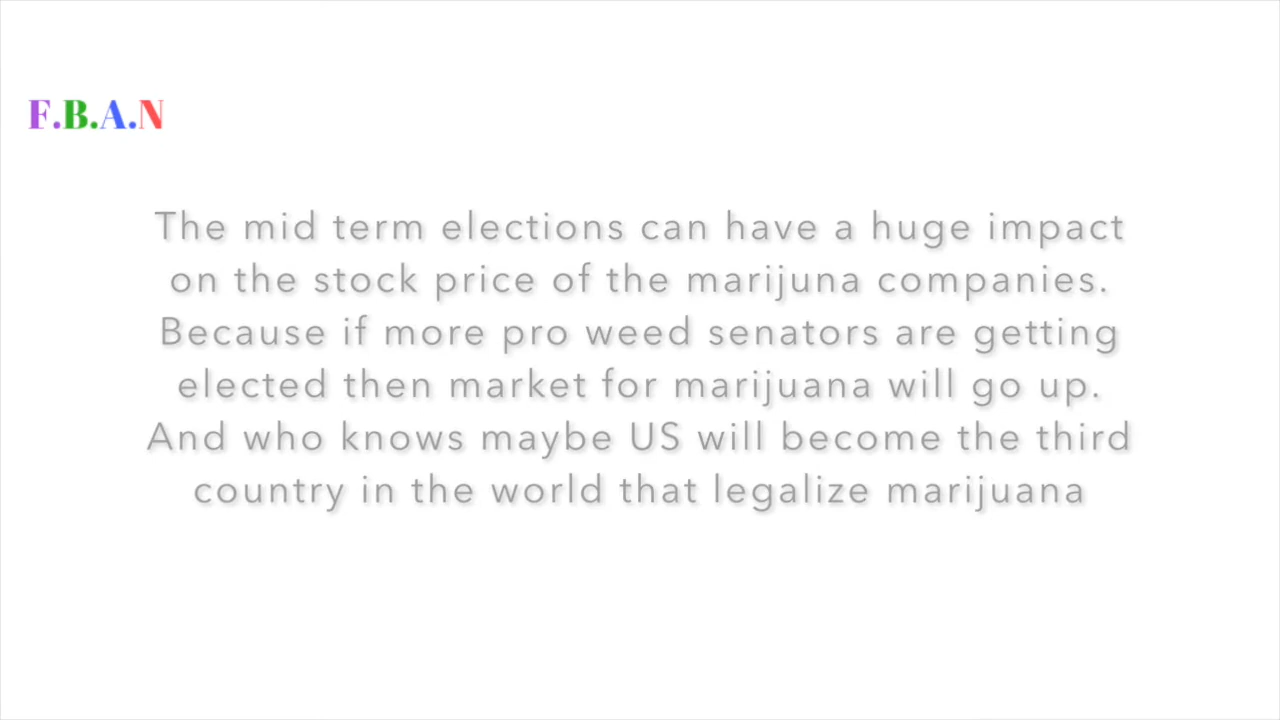 F.B.A.N
The mid term elections can have a huge impact
on the stock price of the marijuna companies.
Because if more pro weed senators are getting
elected then market for marijuana will go up.
And who knows maybe US will become the third
country in the world that legalize marijuana